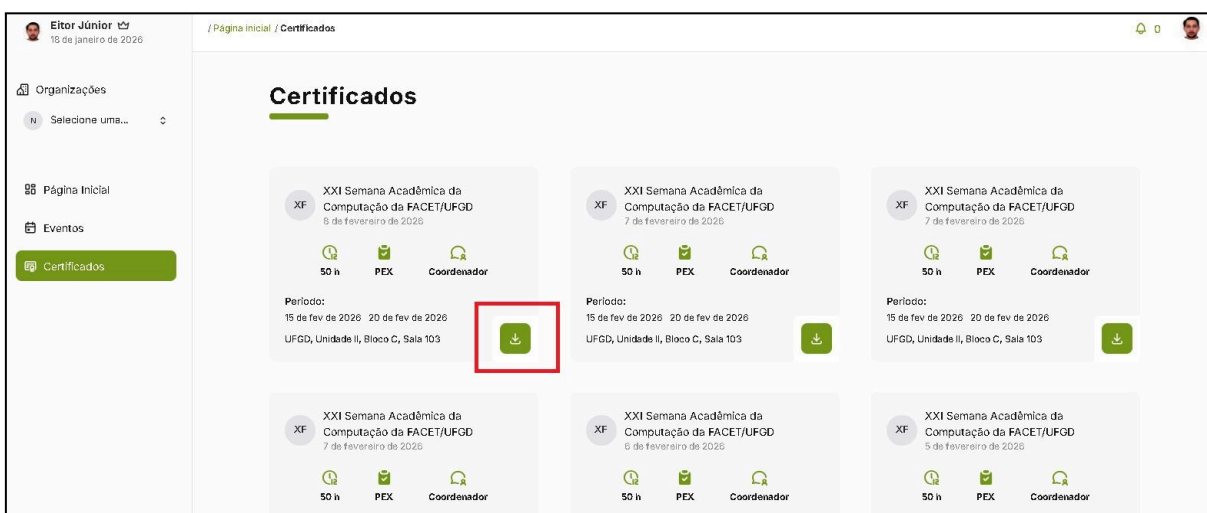 Eitor Júnior
18 de janeiro de 2026
/ Página inicial / Certificados
0
Organizações
N Selecione uma...
Página Inicial
Eventos
Certificados
Certificados
XF
XXI Semana Acadêmica da
Computação da FACET/UFGD
8 de fevereiro de 2026
50 h PEX Coordenador
Período:
15 de fev de 2026 20 de fev de 2026
UFGD, Unidade II, Bloco C, Sala 103
XF
XXI Semana Acadêmica da
Computação da FACET/UFGD
7 de fevereiro de 2026
50 h PEX Coordenador
Período:
15 de fev de 2026 20 de fev de 2026
UFGD, Unidade II, Bloco C, Sala 103
XF
XXI Semana Acadêmica da
Computação da FACET/UFGD
7 de fevereiro de 2026
50 h PEX Coordenador
Período:
15 de fev de 2026 20 de fev de 2026
UFGD, Unidade II, Bloco C, Sala 103
XF
XXI Semana Acadêmica da
Computação da FACET/UFGD
7 de fevereiro de 2026
50 h PEX Coordenador
XF
XXI Semana Acadêmica da
Computação da FACET/UFGD
6 de fevereiro de 2026
50 h PEX Coordenador
XF
XXI Semana Acadêmica da
Computação da FACET/UFGD
5 de fevereiro de 2026
50 h PEX Coordenador